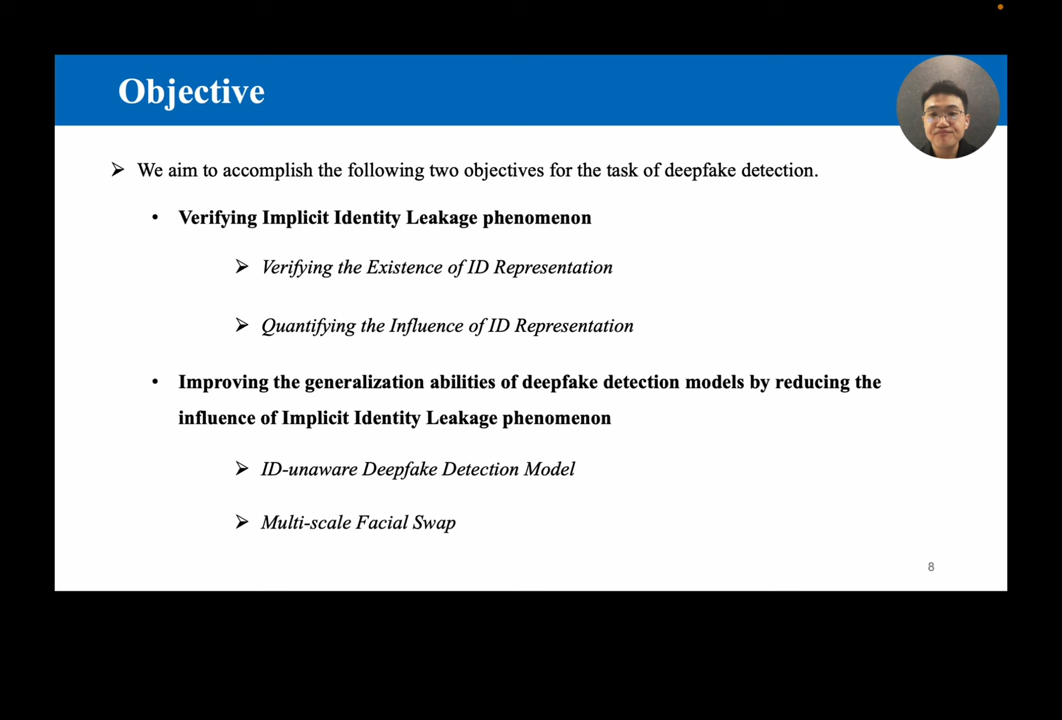 Objective
➢ We aim to accomplish the following two objectives for the task of deepfake detection.
• Verifying Implicit Identity Leakage phenomenon
➢ Verifying the Existence of ID Representation
➢ Quantifying the Influence of ID Representation
• Improving the generalization abilities of deepfake detection models by reducing the
influence of Implicit Identity Leakage phenomenon
➢ ID-unaware Deepfake Detection Model
➢ Multi-scale Facial Swap
8